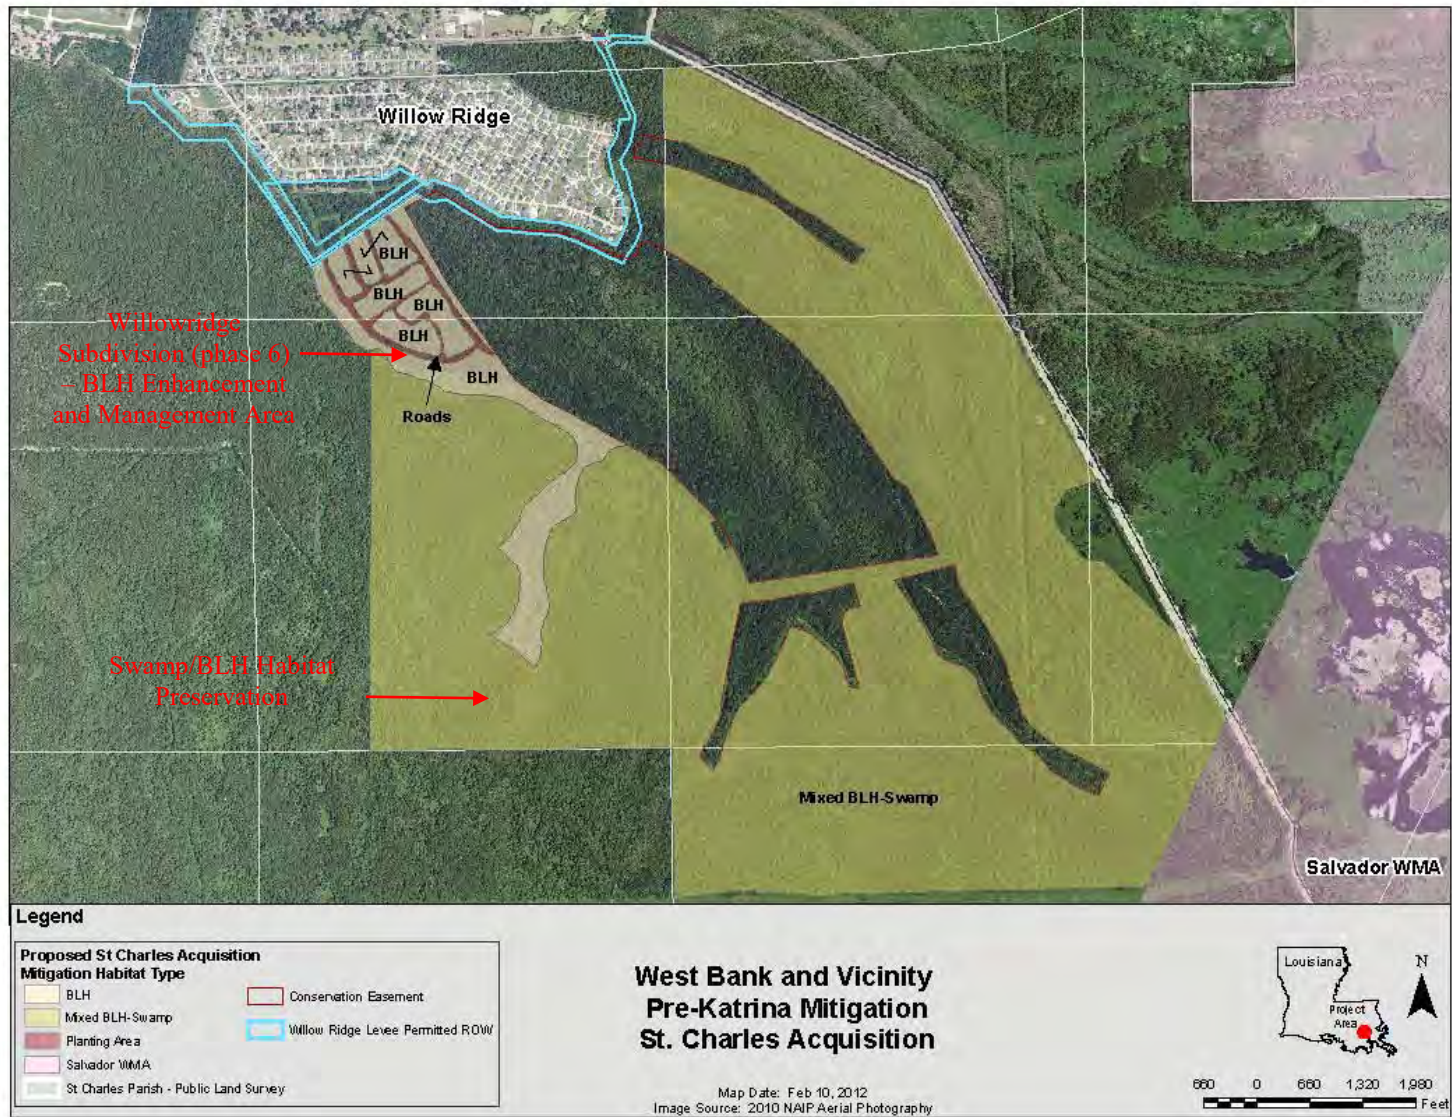 Willow Ridge
BLH
BLH
BLH
BLH
BLH
Roads
Willowridge
Subdivision (phase 6)
– BLH Enhancement
and Management Area
Swamp/BLH Habitat
Preservation
Mixed BLH-Swamp
Salvador WMA
Legend
Proposed St Charles Acquisition
Mitigation Habitat Type
BLH
Mixed BLH-Swamp
Planting Area
Salvador WMA
St Charles Parish - Public Land Survey
Conservation Easement
Willow Ridge Levee Permitted ROW
West Bank and Vicinity
Pre-Katrina Mitigation
St. Charles Acquisition
Map Date: Feb 10, 2012
Image Source: 2010 NAIP Aerial Photography
Louisiana
Project
Area
N
660 0 660 1,320 1,980
Feet